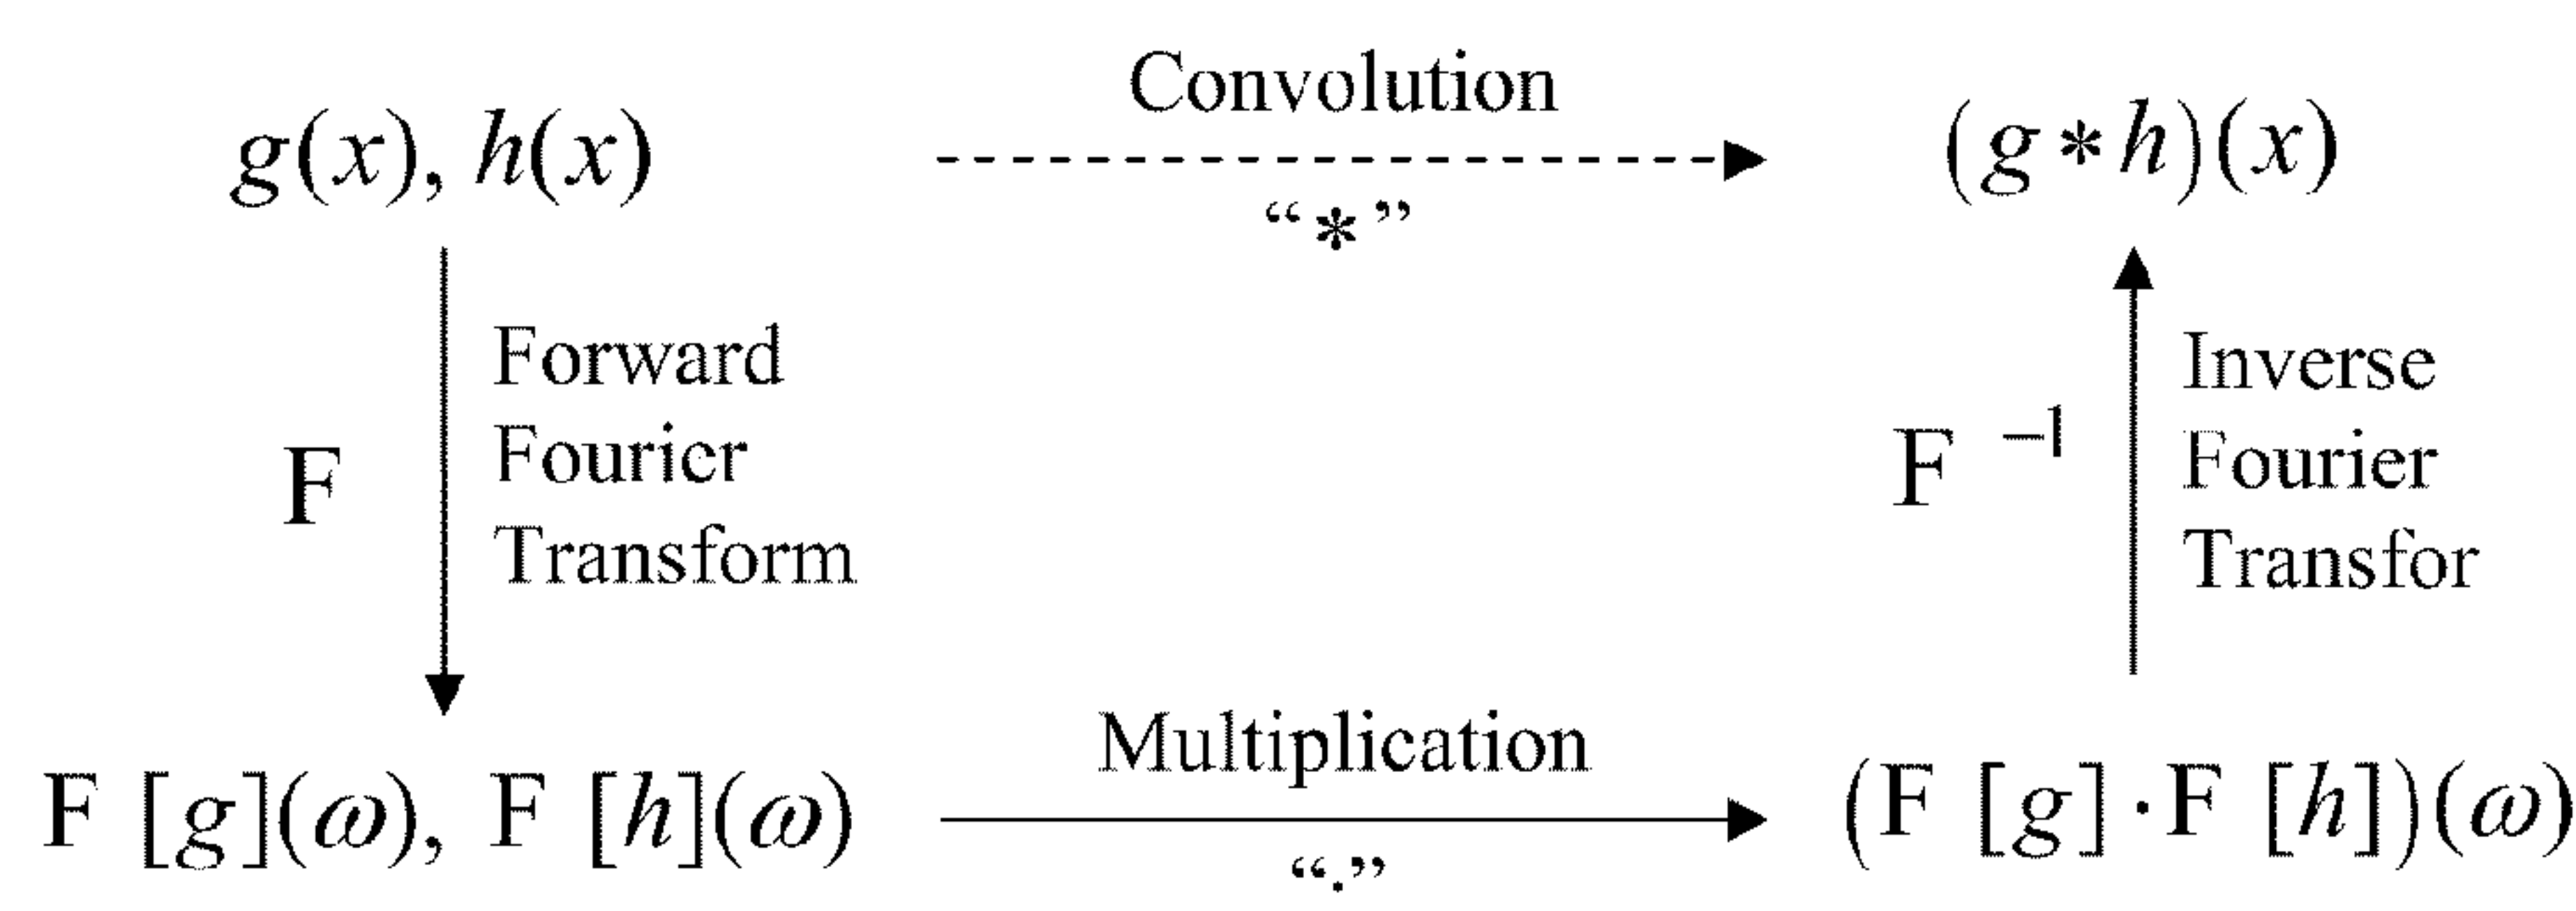 Convolution
g(x), h(x)
(g * h)(x)
“ * ”
Forward
Fourier
Transform
F
Inverse
Fourier
Transfor
F ⁻¹
Multiplication
F [g](ω), F [h](ω)
(F [g] · F [h])(ω)
“·”